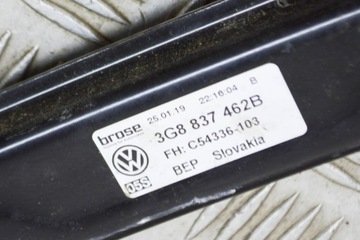 brose 25.01.19 22:16:04 B
3G8 837 462B
FH: C54336-103
05S BEP Slovakia